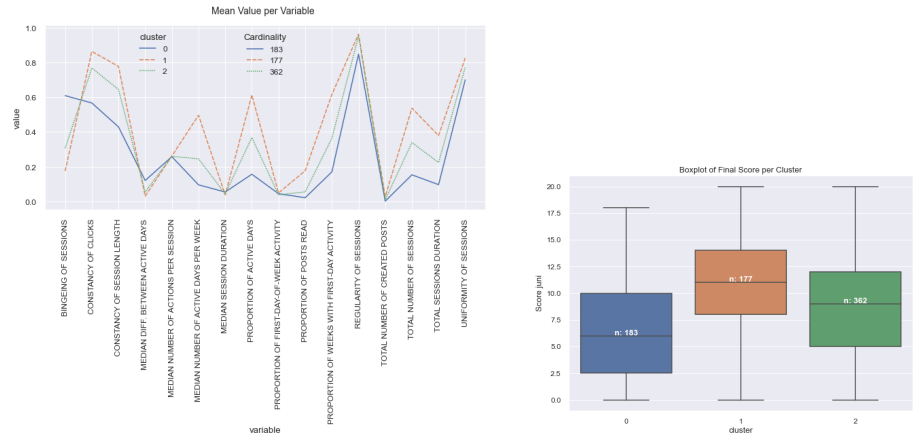 Mean Value per Variable
cluster
0
1
2
Cardinality
183
177
362
value
1.0
0.8
0.6
0.4
0.2
0.0
BINGEING OF SESSIONS
CONSTANCY OF CLICKS
CONSTANCY OF SESSION LENGTH
MEDIAN DIFF. BETWEEN ACTIVE DAYS
MEDIAN NUMBER OF ACTIONS PER SESSION
MEDIAN NUMBER OF ACTIVE DAYS PER WEEK
MEDIAN SESSION DURATION
PROPORTION OF ACTIVE DAYS
PROPORTION OF FIRST-DAY-OF-WEEK ACTIVITY
PROPORTION OF POSTS READ
PROPORTION OF WEEKS WITH FIRST-DAY ACTIVITY
REGULARITY OF SESSIONS
TOTAL NUMBER OF CREATED POSTS
TOTAL NUMBER OF SESSIONS
TOTAL SESSIONS DURATION
UNIFORMITY OF SESSIONS
variable
Boxplot of Final Score per Cluster
Score juni
20.0
17.5
15.0
12.5
10.0
7.5
5.0
2.5
0.0
n: 183
n: 177
n: 362
0 1 2
cluster